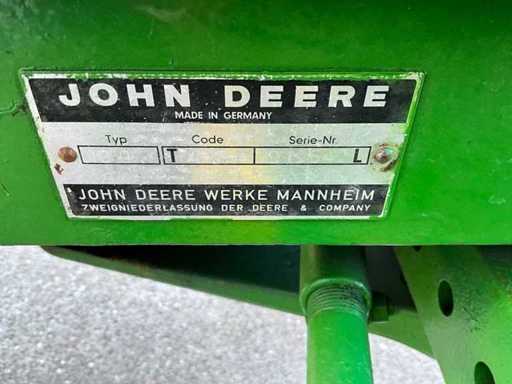 JOHN DEERE
MADE IN GERMANY
Typ Code Serie-Nr.
T L
JOHN DEERE WERKE MANNHEIM
ZWEIGNIEDERLASSUNG DER DEERE & COMPANY